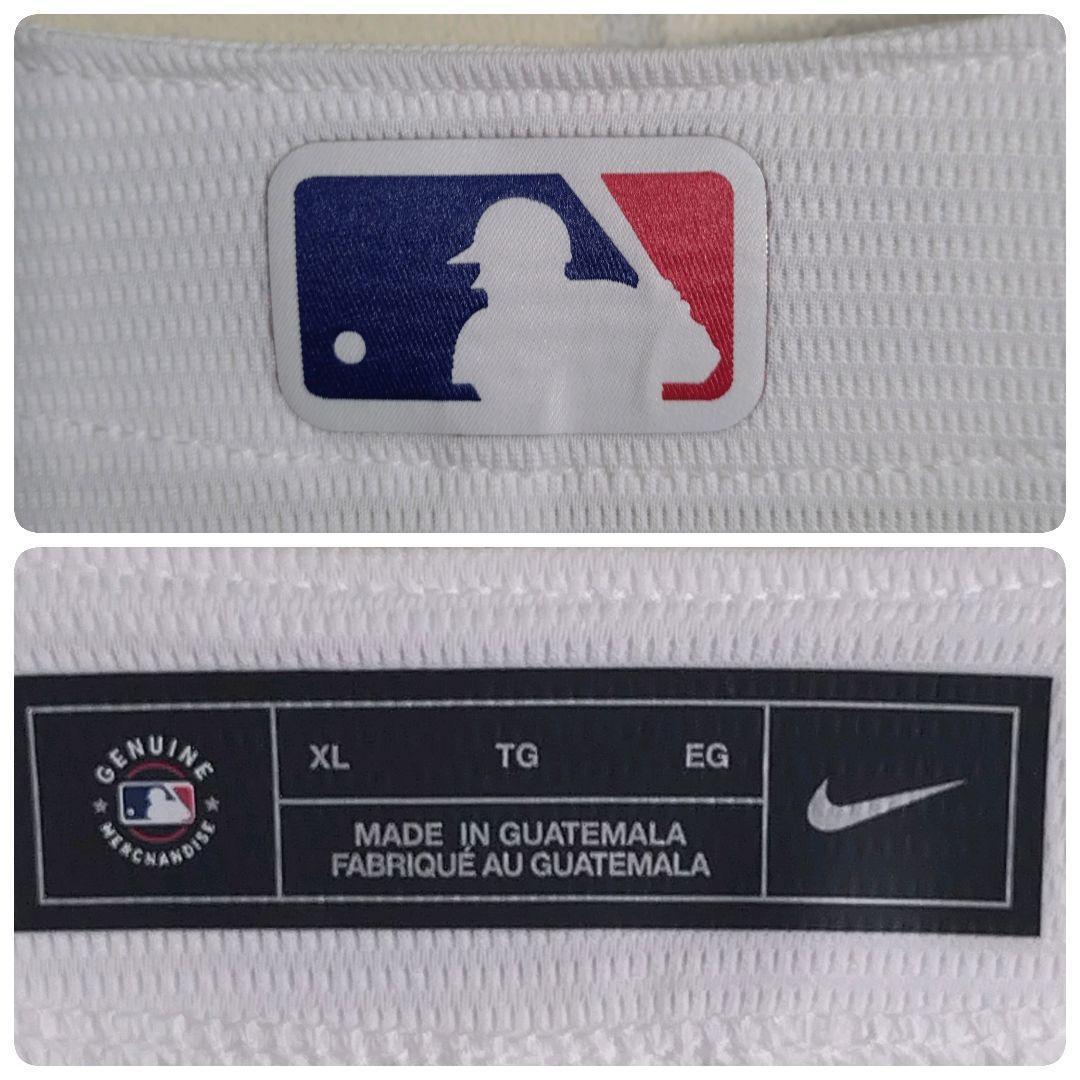 GENUINE
MERCHANDISE
XL TG EG
MADE IN GUATEMALA
FABRIQUÉ AU GUATEMALA